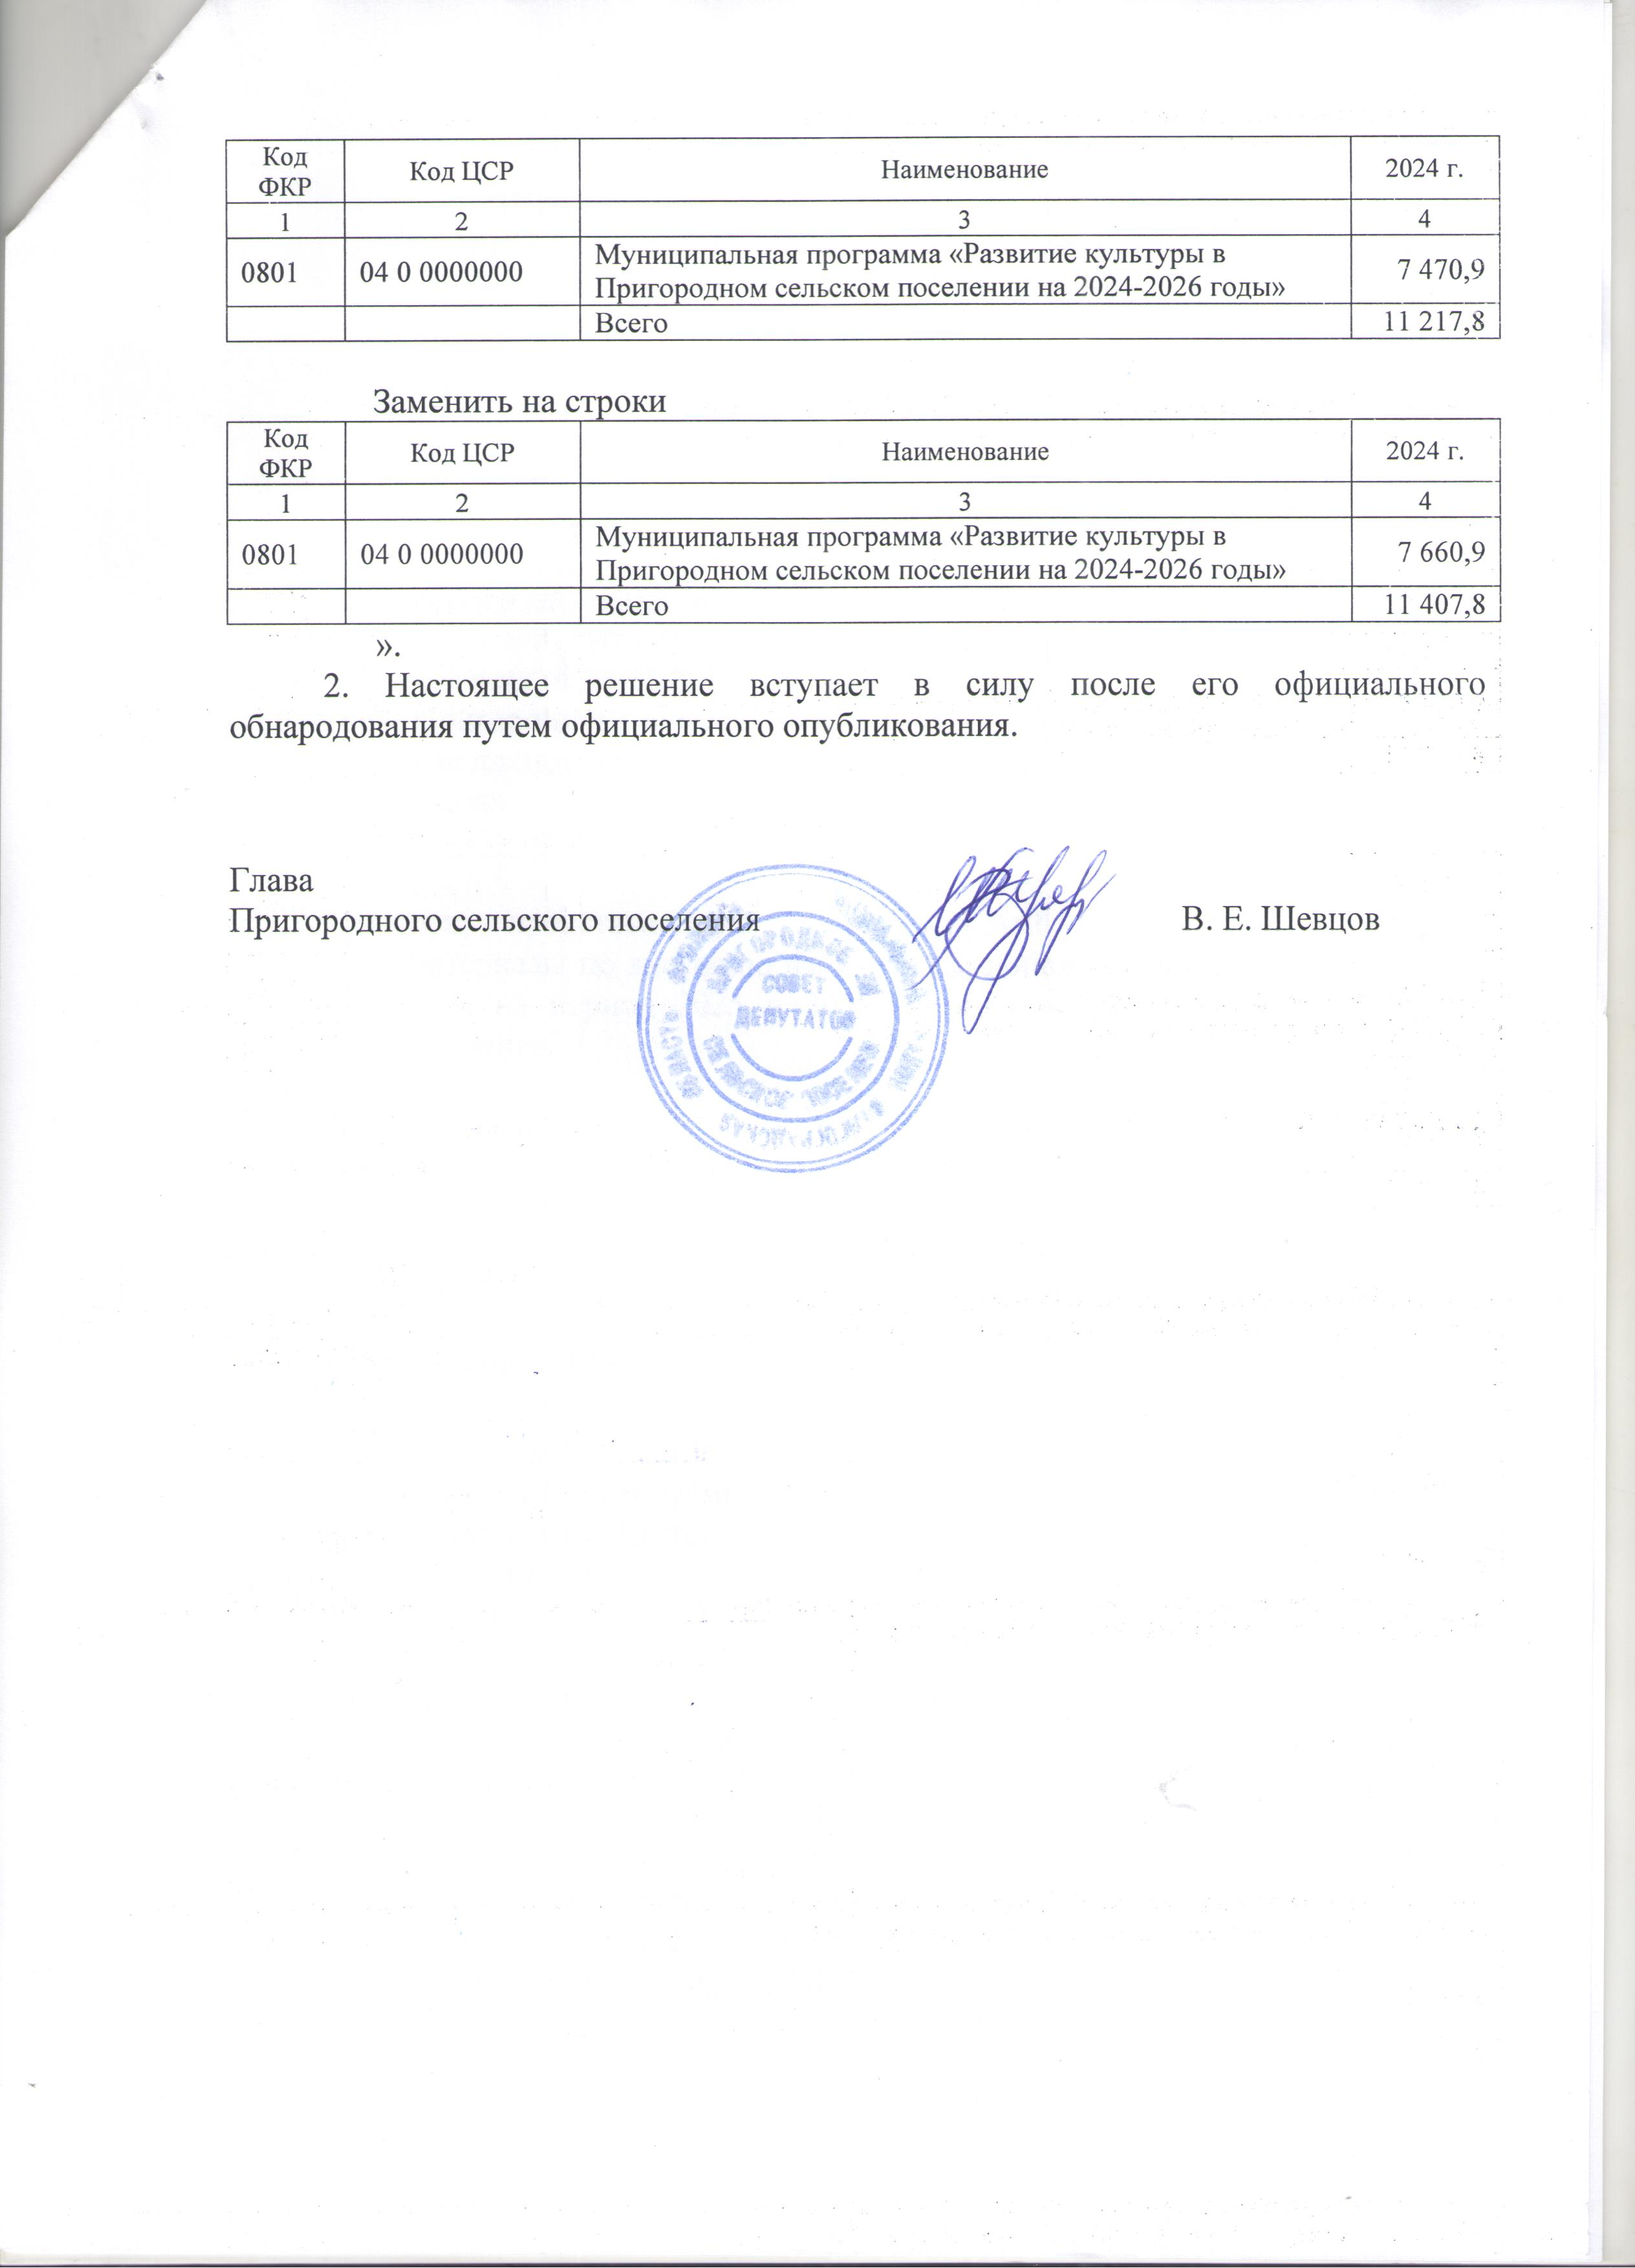 Код ФКР Код ЦСР Наименование 2024 г.
1 2 3 4
0801 04 0 0000000 Муниципальная программа «Развитие культуры в
Пригородном сельском поселении на 2024-2026 годы» 7 470,9
Всего 11 217,8
Заменить на строки
Код ФКР Код ЦСР Наименование 2024 г.
1 2 3 4
0801 04 0 0000000 Муниципальная программа «Развитие культуры в
Пригородном сельском поселении на 2024-2026 годы» 7 660,9
Всего 11 407,8
».
2. Настоящее решение вступает в силу после его официального
обнародования путем официального опубликования.
Глава
Пригородного сельского поселения В. Е. Шевцов
СОВЕТ
ДЕПУТАТОВ